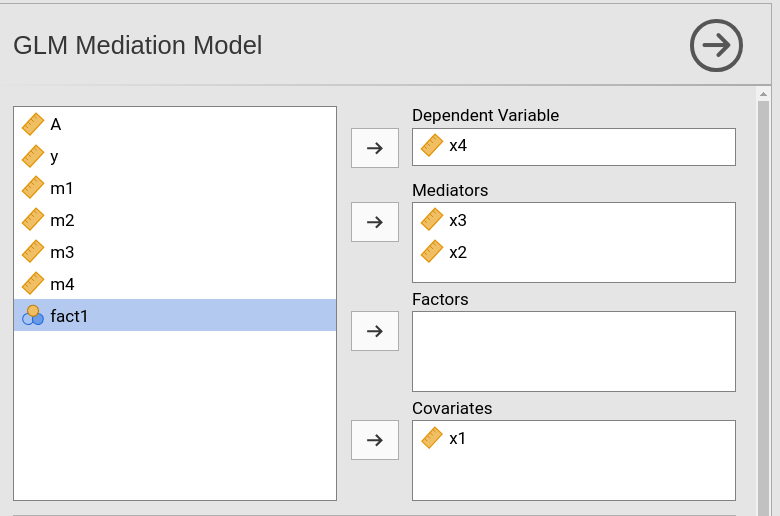 GLM Mediation Model
A
y
m1
m2
m3
m4
fact1
Dependent Variable
x4
Mediators
x3
x2
Factors
Covariates
x1